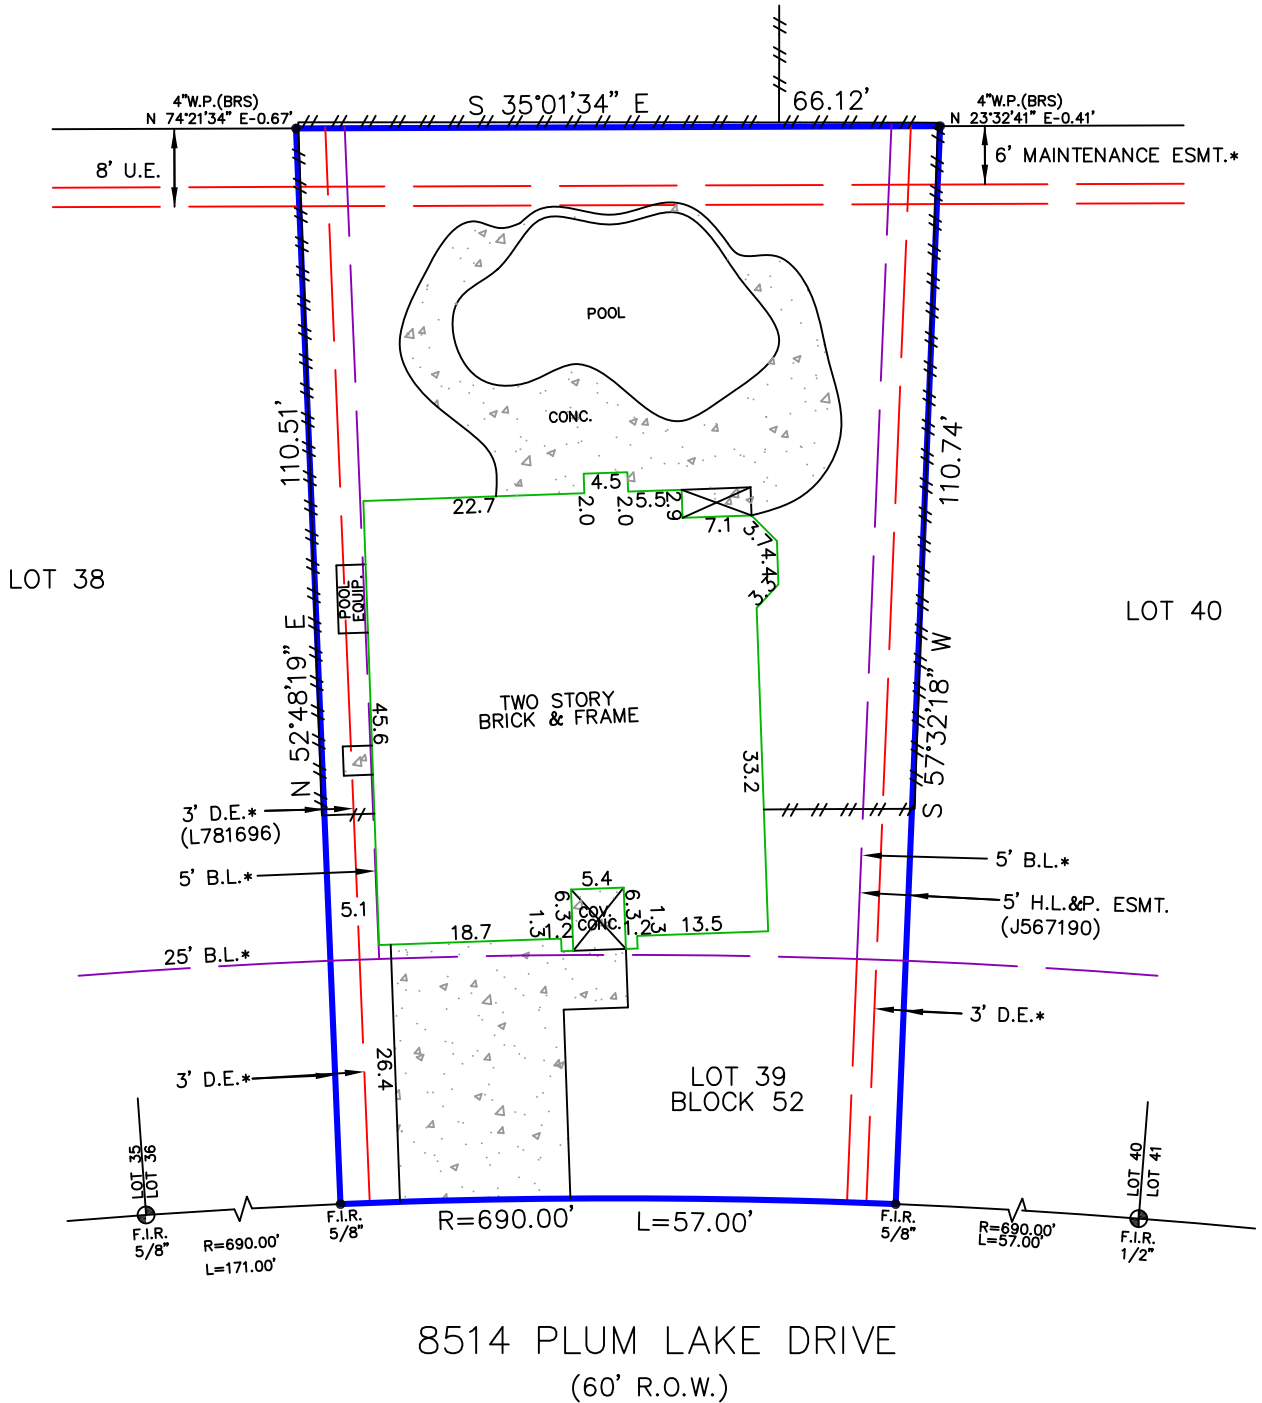 4"W.P.(BRS)
N 74°21'34" E-0.67'
S 35°01'34" E
66.12'
4"W.P.(BRS)
N 23°32'41" E-0.41'
8' U.E.
6' MAINTENANCE ESMT.*
POOL
CONC.
110.51'
110.74'
4.5
22.7
2.0
2.0
5.5
2.9
7.1
3.7
4.4
3.3
LOT 38
POOL
EQUIP.
LOT 40
N 52°48'19" E
S 57°32'18" W
TWO STORY
BRICK & FRAME
45.6
33.2
3' D.E.*
(L781696)
5' B.L.*
5' B.L.*
5.4
6.3
6.3
COV.
CONC.
1.3
1.3
1.2
1.2
5.1
18.7
13.5
5' H.L.&P. ESMT.
(J567190)
25' B.L.*
3' D.E.*
26.4
3' D.E.*
LOT 39
BLOCK 52
LOT 35
LOT 36
LOT 40
LOT 41
F.I.R.
5/8"
R=690.00'
L=171.00'
F.I.R.
5/8"
R=690.00'
L=57.00'
F.I.R.
5/8"
R=690.00'
L=57.00'
F.I.R.
1/2"
8514 PLUM LAKE DRIVE
(60' R.O.W.)